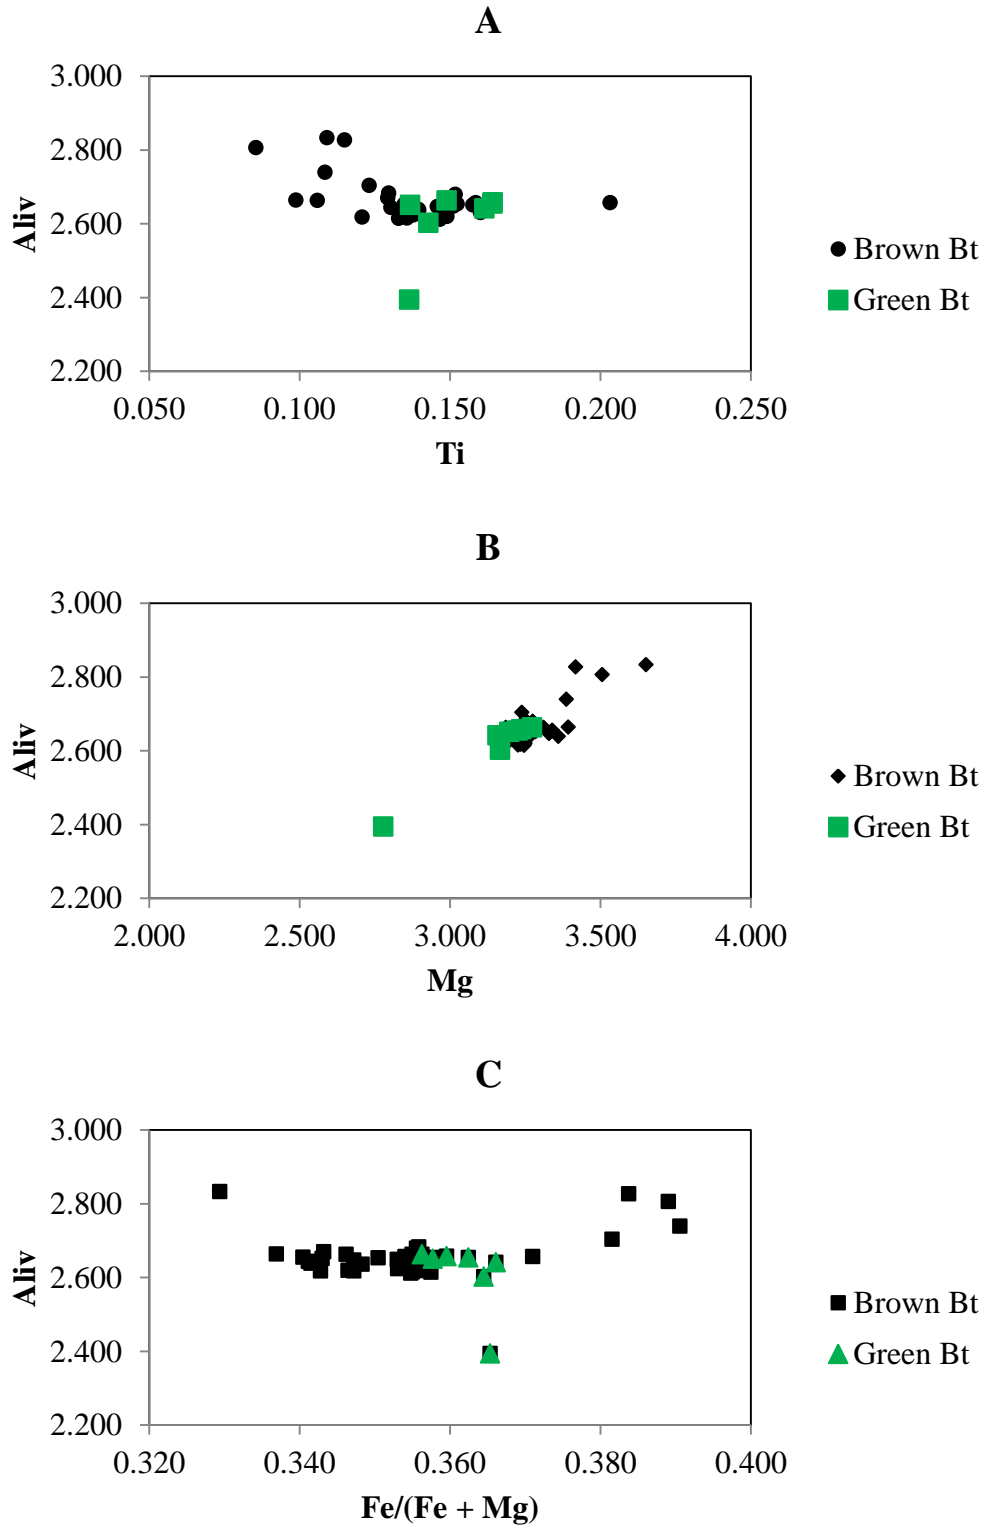 A
3.000
2.800
2.600
2.400
2.200
Aliv
0.050 0.100 0.150 0.200 0.250
Ti
Brown Bt
Green Bt
B
3.000
2.800
2.600
2.400
2.200
Aliv
2.000 2.500 3.000 3.500 4.000
Mg
Brown Bt
Green Bt
C
3.000
2.800
2.600
2.400
2.200
Aliv
0.320 0.340 0.360 0.380 0.400
Fe/(Fe + Mg)
Brown Bt
Green Bt